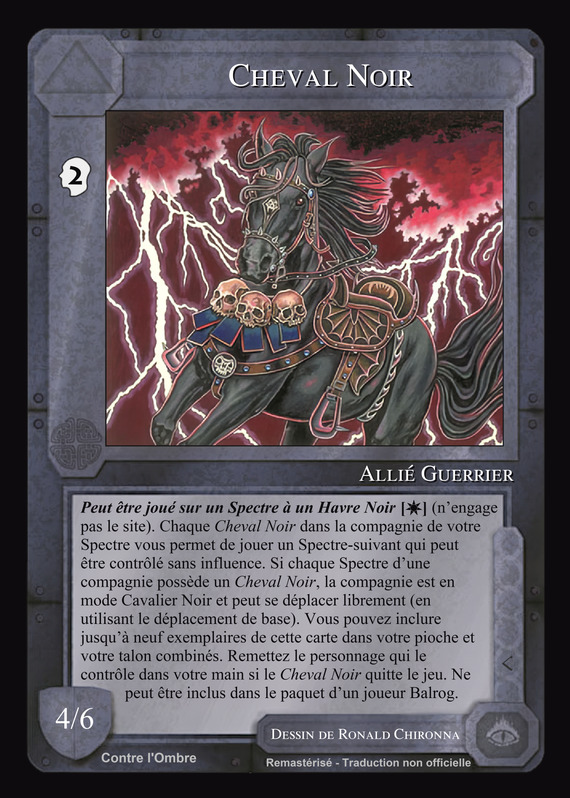 Cheval Noir
2
Allié Guerrier
Peut être joué sur un Spectre à un Havre Noir [✷] (n'engage
pas le site). Chaque Cheval Noir dans la compagnie de votre
Spectre vous permet de jouer un Spectre-suivant qui peut
être contrôlé sans influence. Si chaque Spectre d'une
compagnie possède un Cheval Noir, la compagnie est en
mode Cavalier Noir et peut se déplacer librement (en
utilisant le déplacement de base). Vous pouvez inclure
jusqu'à neuf exemplaires de cette carte dans votre pioche et
votre talon combinés. Remettez le personnage qui le
contrôle dans votre main si le Cheval Noir quitte le jeu. Ne
peut être inclus dans le paquet d'un joueur Balrog.
4/6
Dessin de Ronald Chironna
Contre l'Ombre
Remastérisé - Traduction non officielle